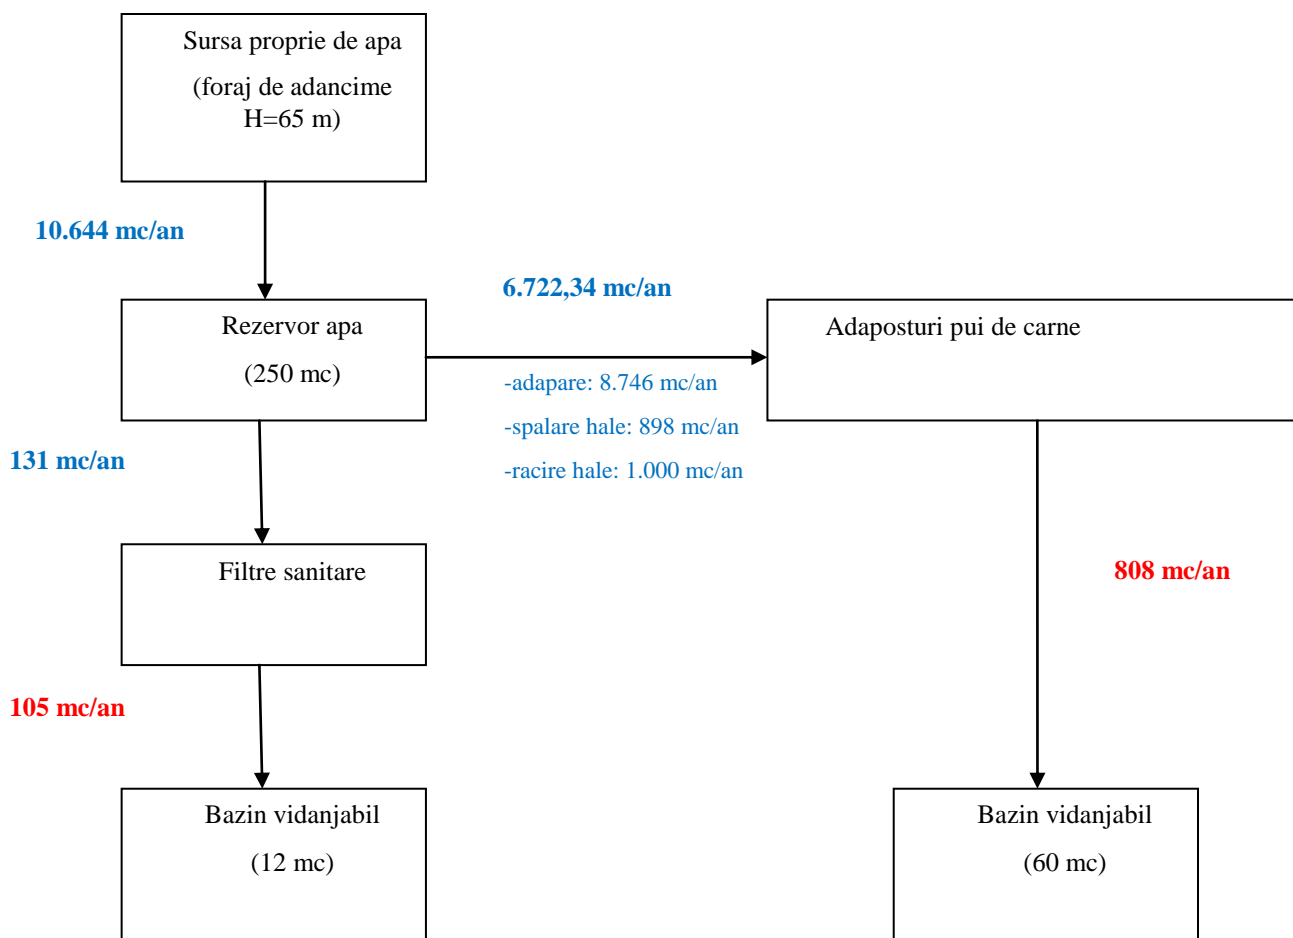 Sursa proprie de apa
(foraj de adancime
H=65 m)
10.644 mc/an
6.722,34 mc/an
Rezervor apa
(250 mc)
Adaposturi pui de carne
-adapare: 8.746 mc/an
-spalare hale: 898 mc/an
-racire hale: 1.000 mc/an
131 mc/an
Filtre sanitare
808 mc/an
105 mc/an
Bazin vidanjabil
(12 mc)
Bazin vidanjabil
(60 mc)